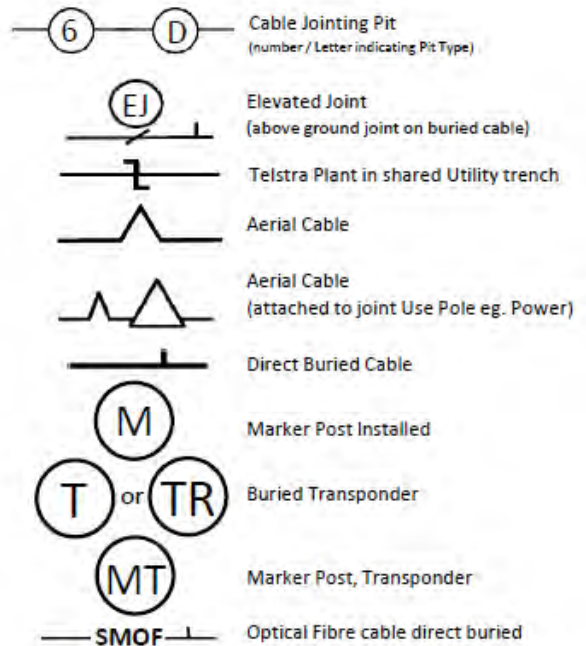 6 D Cable Jointing Pit
(number / Letter indicating Pit Type)
EJ Elevated Joint
(above ground joint on buried cable)
Telstra Plant in shared Utility trench
Aerial Cable
Aerial Cable
(attached to joint Use Pole eg. Power)
Direct Buried Cable
M Marker Post Installed
T or TR Buried Transponder
MT Marker Post, Transponder
SMOF Optical Fibre cable direct buried